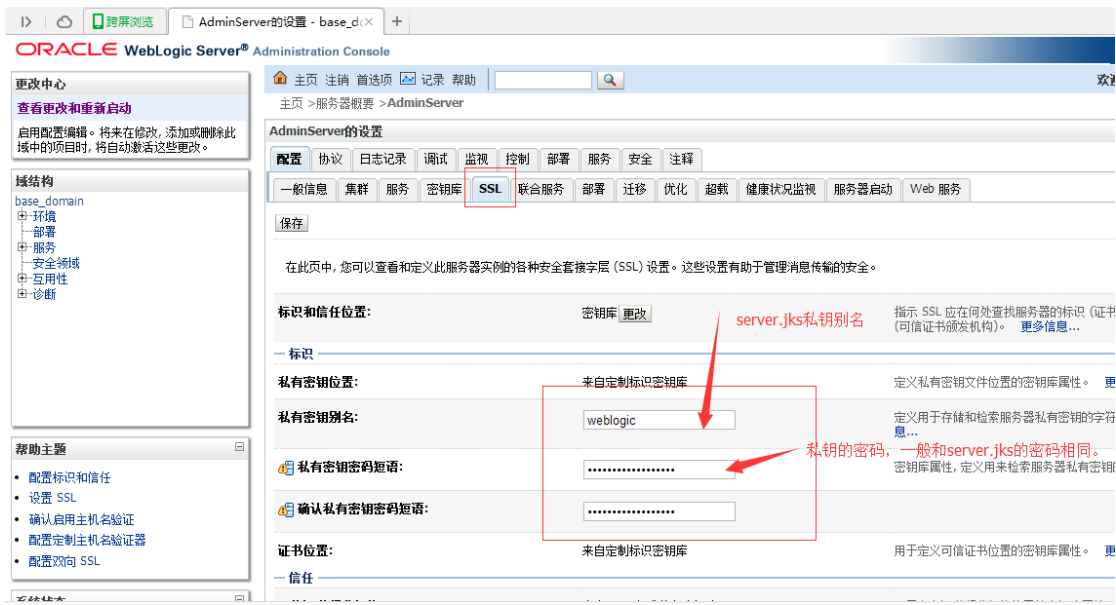 跨屏浏览
AdminServer的设置 - base_d
ORACLE WebLogic Server® Administration Console
更改中心
查看更改和重新启动
启用配置编辑。将来在修改, 添加或删除此
域中的项目时, 将自动激活这些更改。
域结构
base_domain
环境
部署
服务
安全领域
互用性
诊断
帮助主题
配置标识和信任
设置 SSL
确认启用主机名验证
配置定制主机名验证器
配置双向 SSL
系统状态
主页 注销 首选项 记录 帮助
欢
主页 >服务器概要 >AdminServer
AdminServer的设置
配置 协议 日志记录 调试 监视 控制 部署 服务 安全 注释
一般信息 集群 服务 密钥库 SSL 联合服务 部署 迁移 优化 超载 健康状况监视 服务器启动 Web 服务
保存
在此页中, 您可以查看和定义此服务器实例的各种安全套接字层 (SSL) 设置。这些设置有助于管理消息传输的安全。
标识和信任位置: 密钥库 更改
指示 SSL 应在何处查找服务器的标识 (证书
(可信证书颁发机构)。 更多信息...
server.jks私钥别名
标识
私有密钥位置: 来自定制标识密钥库 定义私有密钥文件位置的密钥库属性。 更
私有密钥别名: weblogic 定义用于存储和检索服务器私有密钥的字符
息...
私钥的密码，一般和server.jks的密码相同。
私有密钥密码短语: •••••••••••••••••• 密钥库属性, 定义用来检索服务器私有密钥
确认私有密钥密码短语: ••••••••••••••••••
证书位置: 来自定制标识密钥库 用于定义可信证书位置的密钥库属性。 更
信任